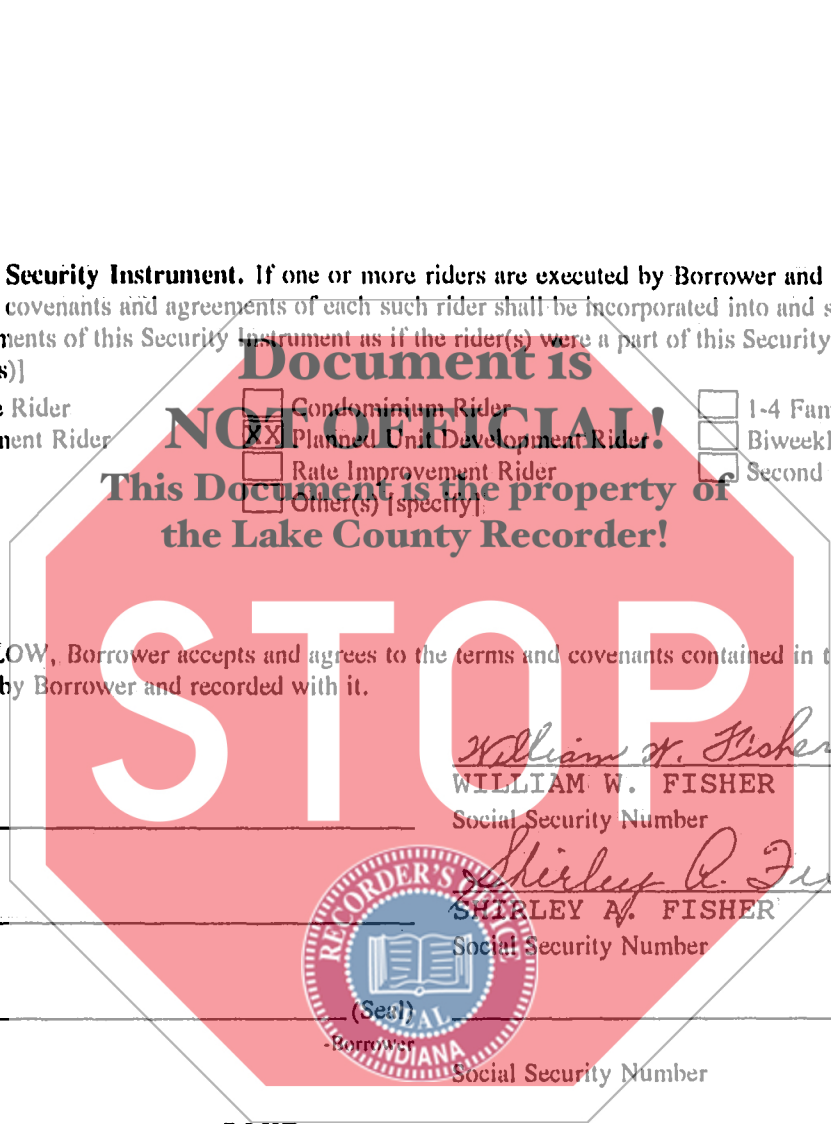 Security Instrument. If one or more riders are executed by Borrower and
covenants and agreements of each such rider shall be incorporated into and s
nents of this Security Instrument as if the rider(s) were a part of this Security
s)]
Document is
e Rider Condominium Rider 1-4 Fam
NOT OFFICIAL!
nent Rider XX Planned Unit Development Rider Biweekl
Rate Improvement Rider Second
This Document is the property of
Other(s) [specify]
the Lake County Recorder!
STOP
LOW, Borrower accepts and agrees to the terms and covenants contained in t
by Borrower and recorded with it.
William W. Fisher
WILLIAM W. FISHER
Social Security Number
Shirley A. Fi
SHIRLEY A. FISHER
Social Security Number
RECORDER'S OFFICE
SEAL
INDIANA
(Seal)
-Borrower
Social Security Number